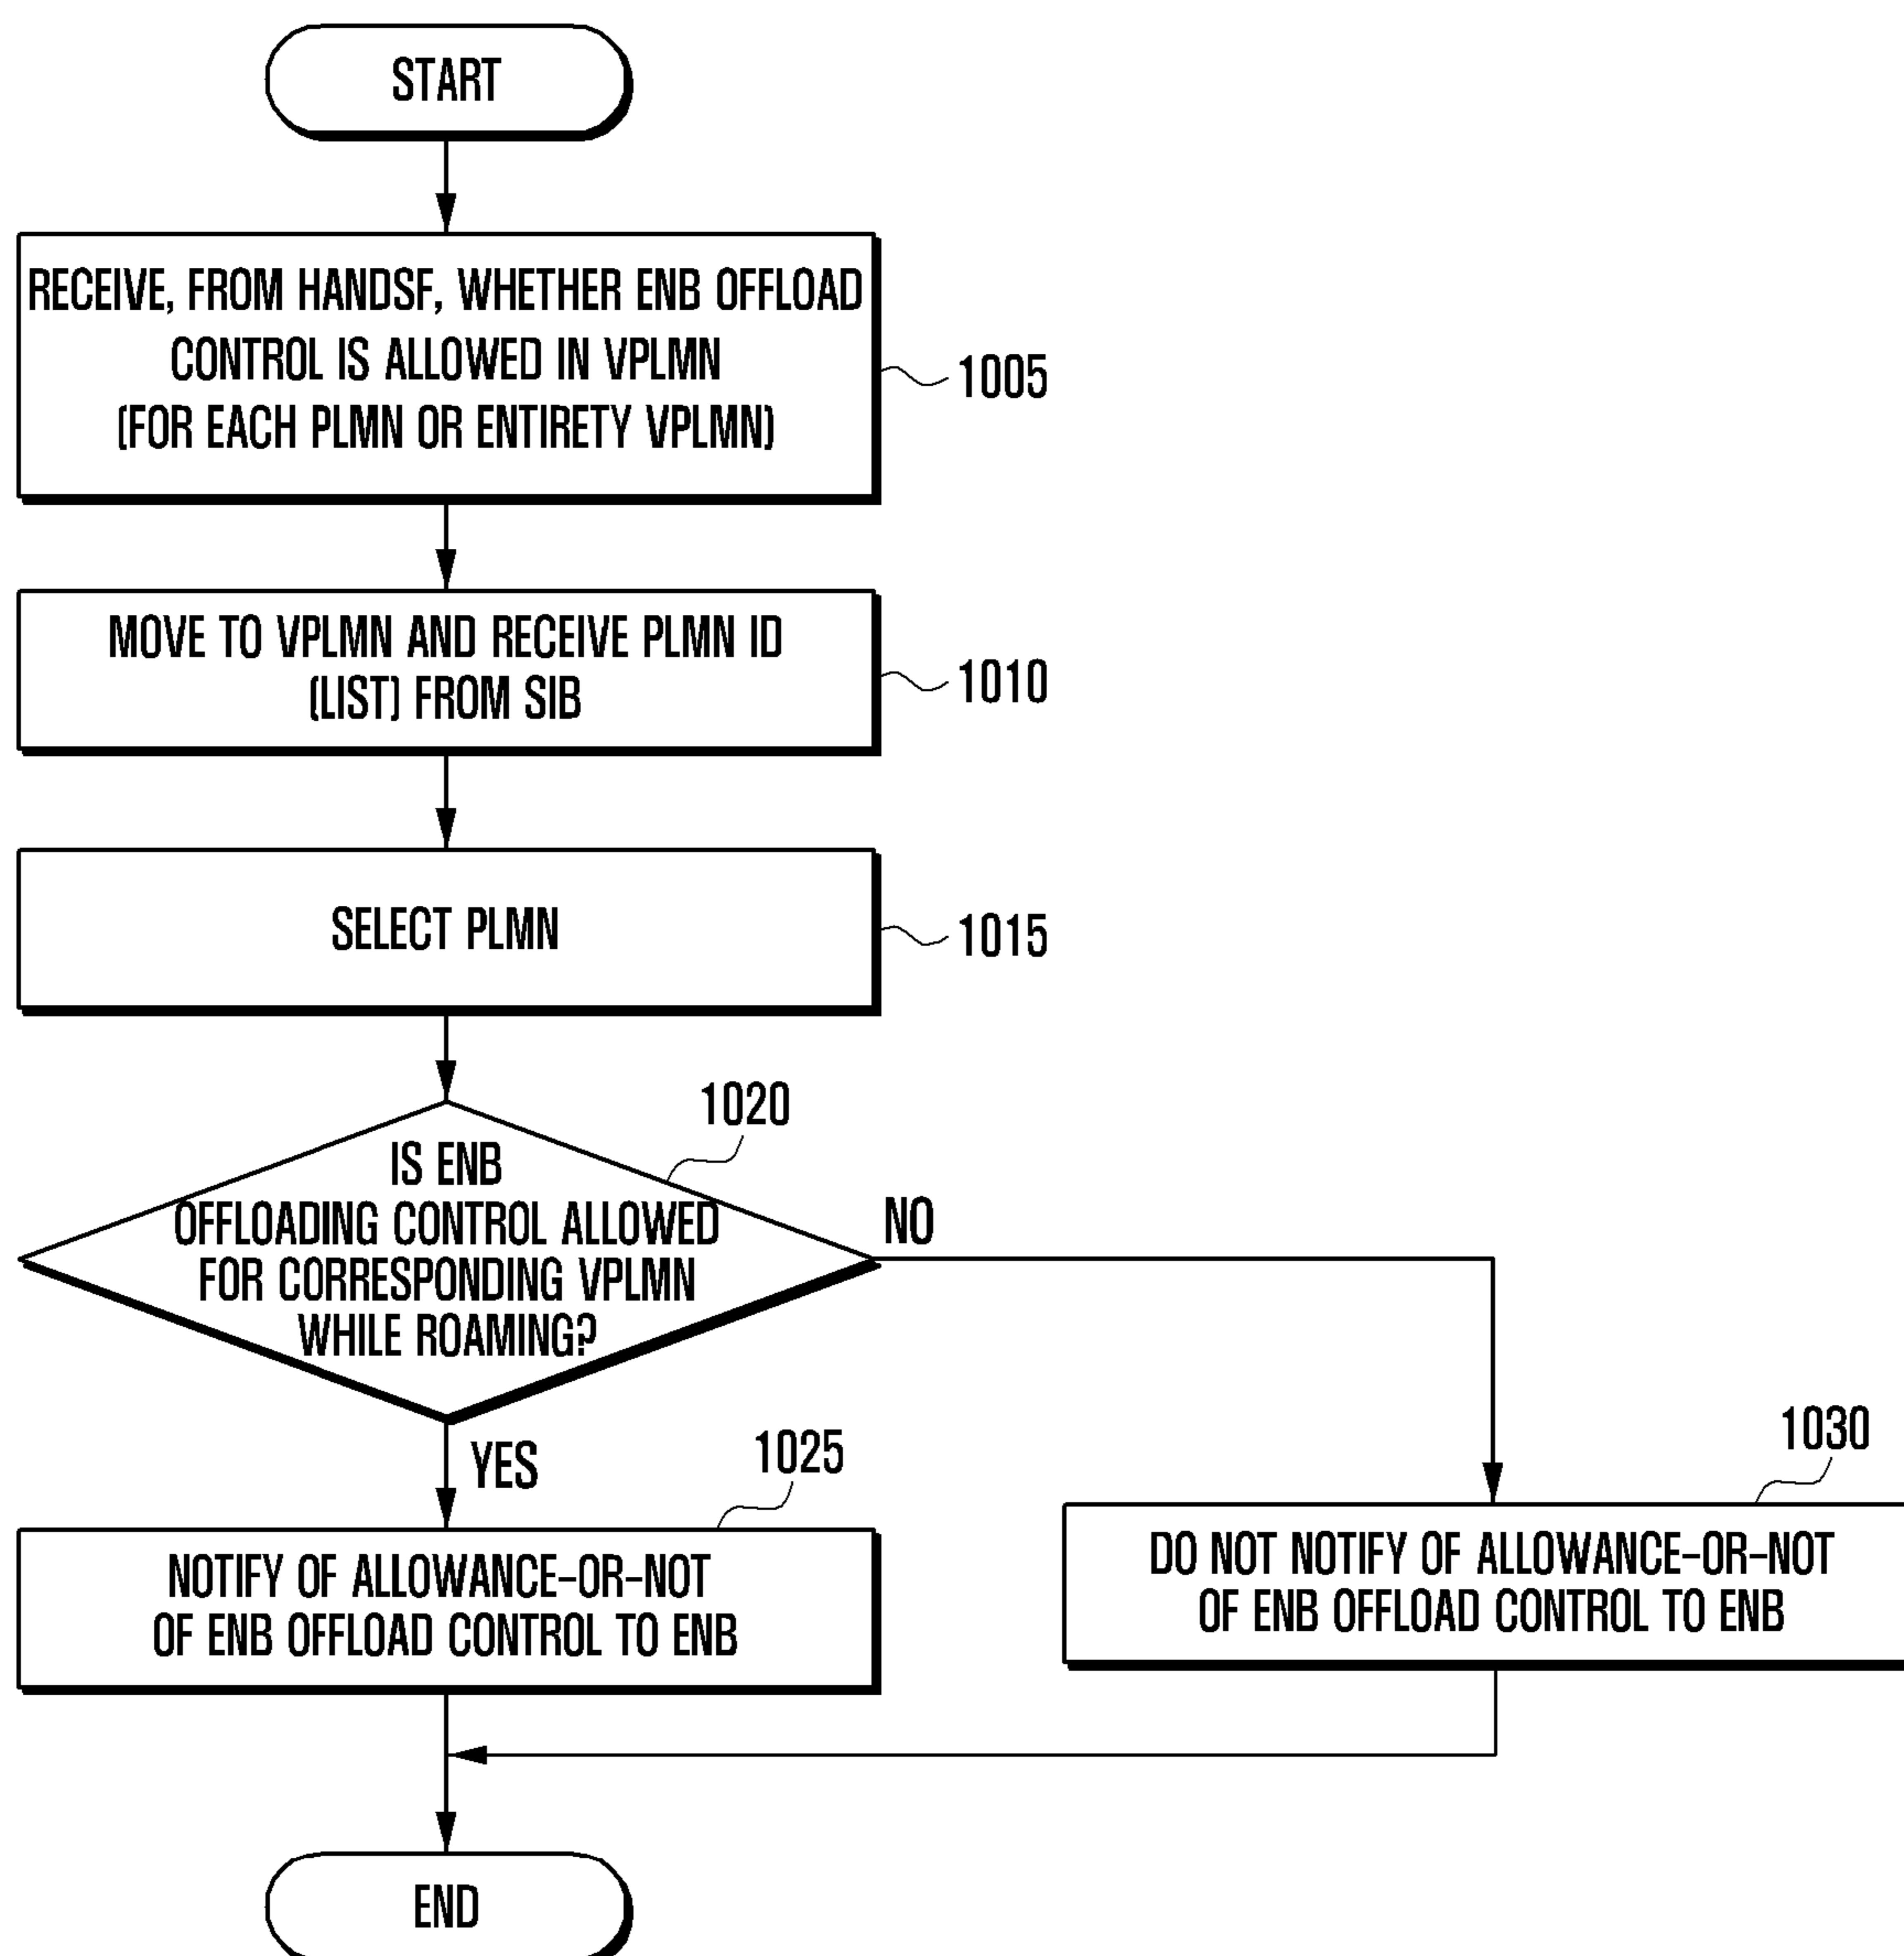 START
RECEIVE, FROM HANDSF, WHETHER ENB OFFLOAD
CONTROL IS ALLOWED IN VPLMN
(FOR EACH PLMN OR ENTIRETY VPLMN)
1005
MOVE TO VPLMN AND RECEIVE PLMN ID
(LIST) FROM SIB
1010
SELECT PLMN
1015
1020
IS ENB
OFFLOADING CONTROL ALLOWED
FOR CORRESPONDING VPLMN
WHILE ROAMING?
NO
YES
1025
NOTIFY OF ALLOWANCE-OR-NOT
OF ENB OFFLOAD CONTROL TO ENB
1030
DO NOT NOTIFY OF ALLOWANCE-OR-NOT
OF ENB OFFLOAD CONTROL TO ENB
END